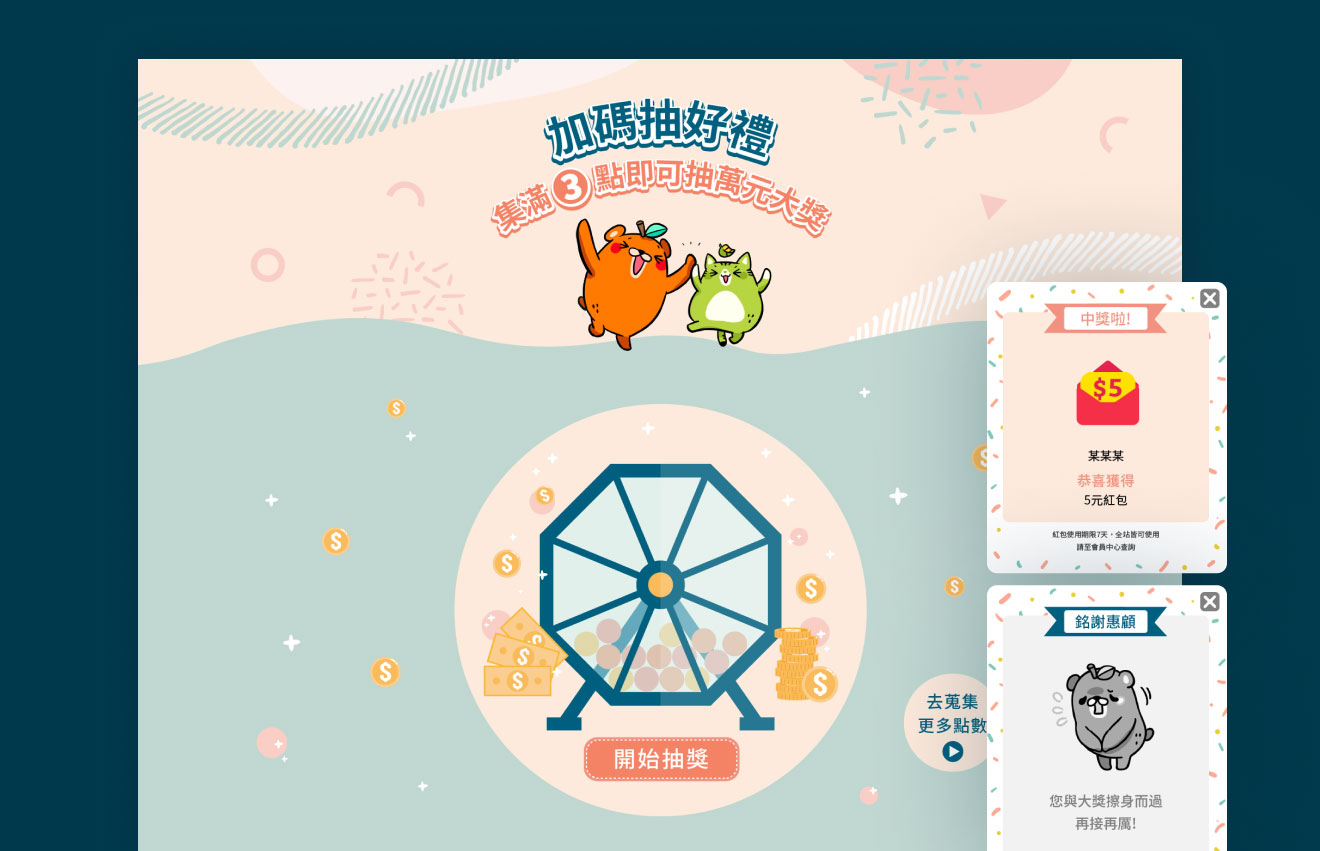 加碼抽好禮
集滿3點即可抽萬元大獎
開始抽獎
去蒐集
更多點數
中獎啦!
$5
某某某
恭喜獲得
5元紅包
紅包使用期限7天，全站皆可使用
請至會員中心查詢
銘謝惠顧
您與大獎擦身而過
再接再厲!